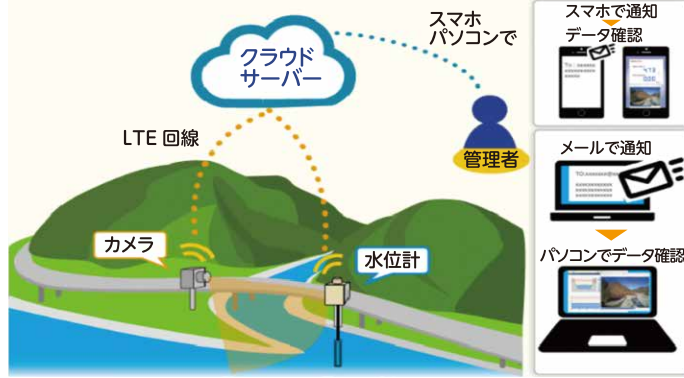 クラウド
サーバー
スマホ
パソコンで
LTE 回線
管理者
カメラ
水位計
スマホで通知
データ確認
メールで通知
パソコンでデータ確認